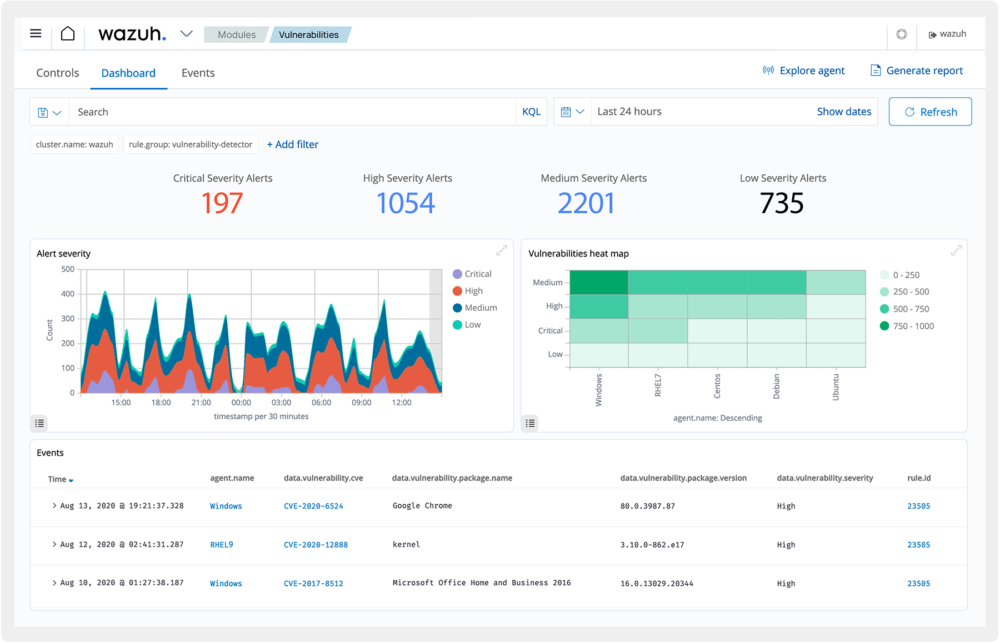 wazuh.
Modules
Vulnerabilities
wazuh
Controls
Dashboard
Events
Explore agent
Generate report
Search
KQL
Last 24 hours
Show dates
Refresh
cluster.name: wazuh
rule.group: vulnerability-detector
+ Add filter
Critical Severity Alerts
197
High Severity Alerts
1054
Medium Severity Alerts
2201
Low Severity Alerts
735
Alert severity
500
400
300
200
100
0
Count
15:00 18:00 21:00 00:00 03:00 06:00 09:00 12:00
timestamp per 30 minutes
Critical
High
Medium
Low
Vulnerabilities heat map
Medium
High
Critical
Low
Windows
RHEL7
Centos
Debian
Ubuntu
agent.name: Descending
0 - 250
250 - 500
500 - 750
750 - 1000
Events
Time agent.name data.vulnerability.cve data.vulnerability.package.name data.vulnerability.package.version data.vulnerability.severity rule.id
Aug 13, 2020 @ 19:21:37.328 Windows CVE-2020-6524 Google Chrome 80.0.3987.87 High 23505
Aug 12, 2020 @ 02:41:31.287 RHEL9 CVE-2020-12888 kernel 3.10.0-862.e17 High 23505
Aug 10, 2020 @ 01:27:38.187 Windows CVE-2017-8512 Microsoft Office Home and Business 2016 16.0.13029.20344 High 23505